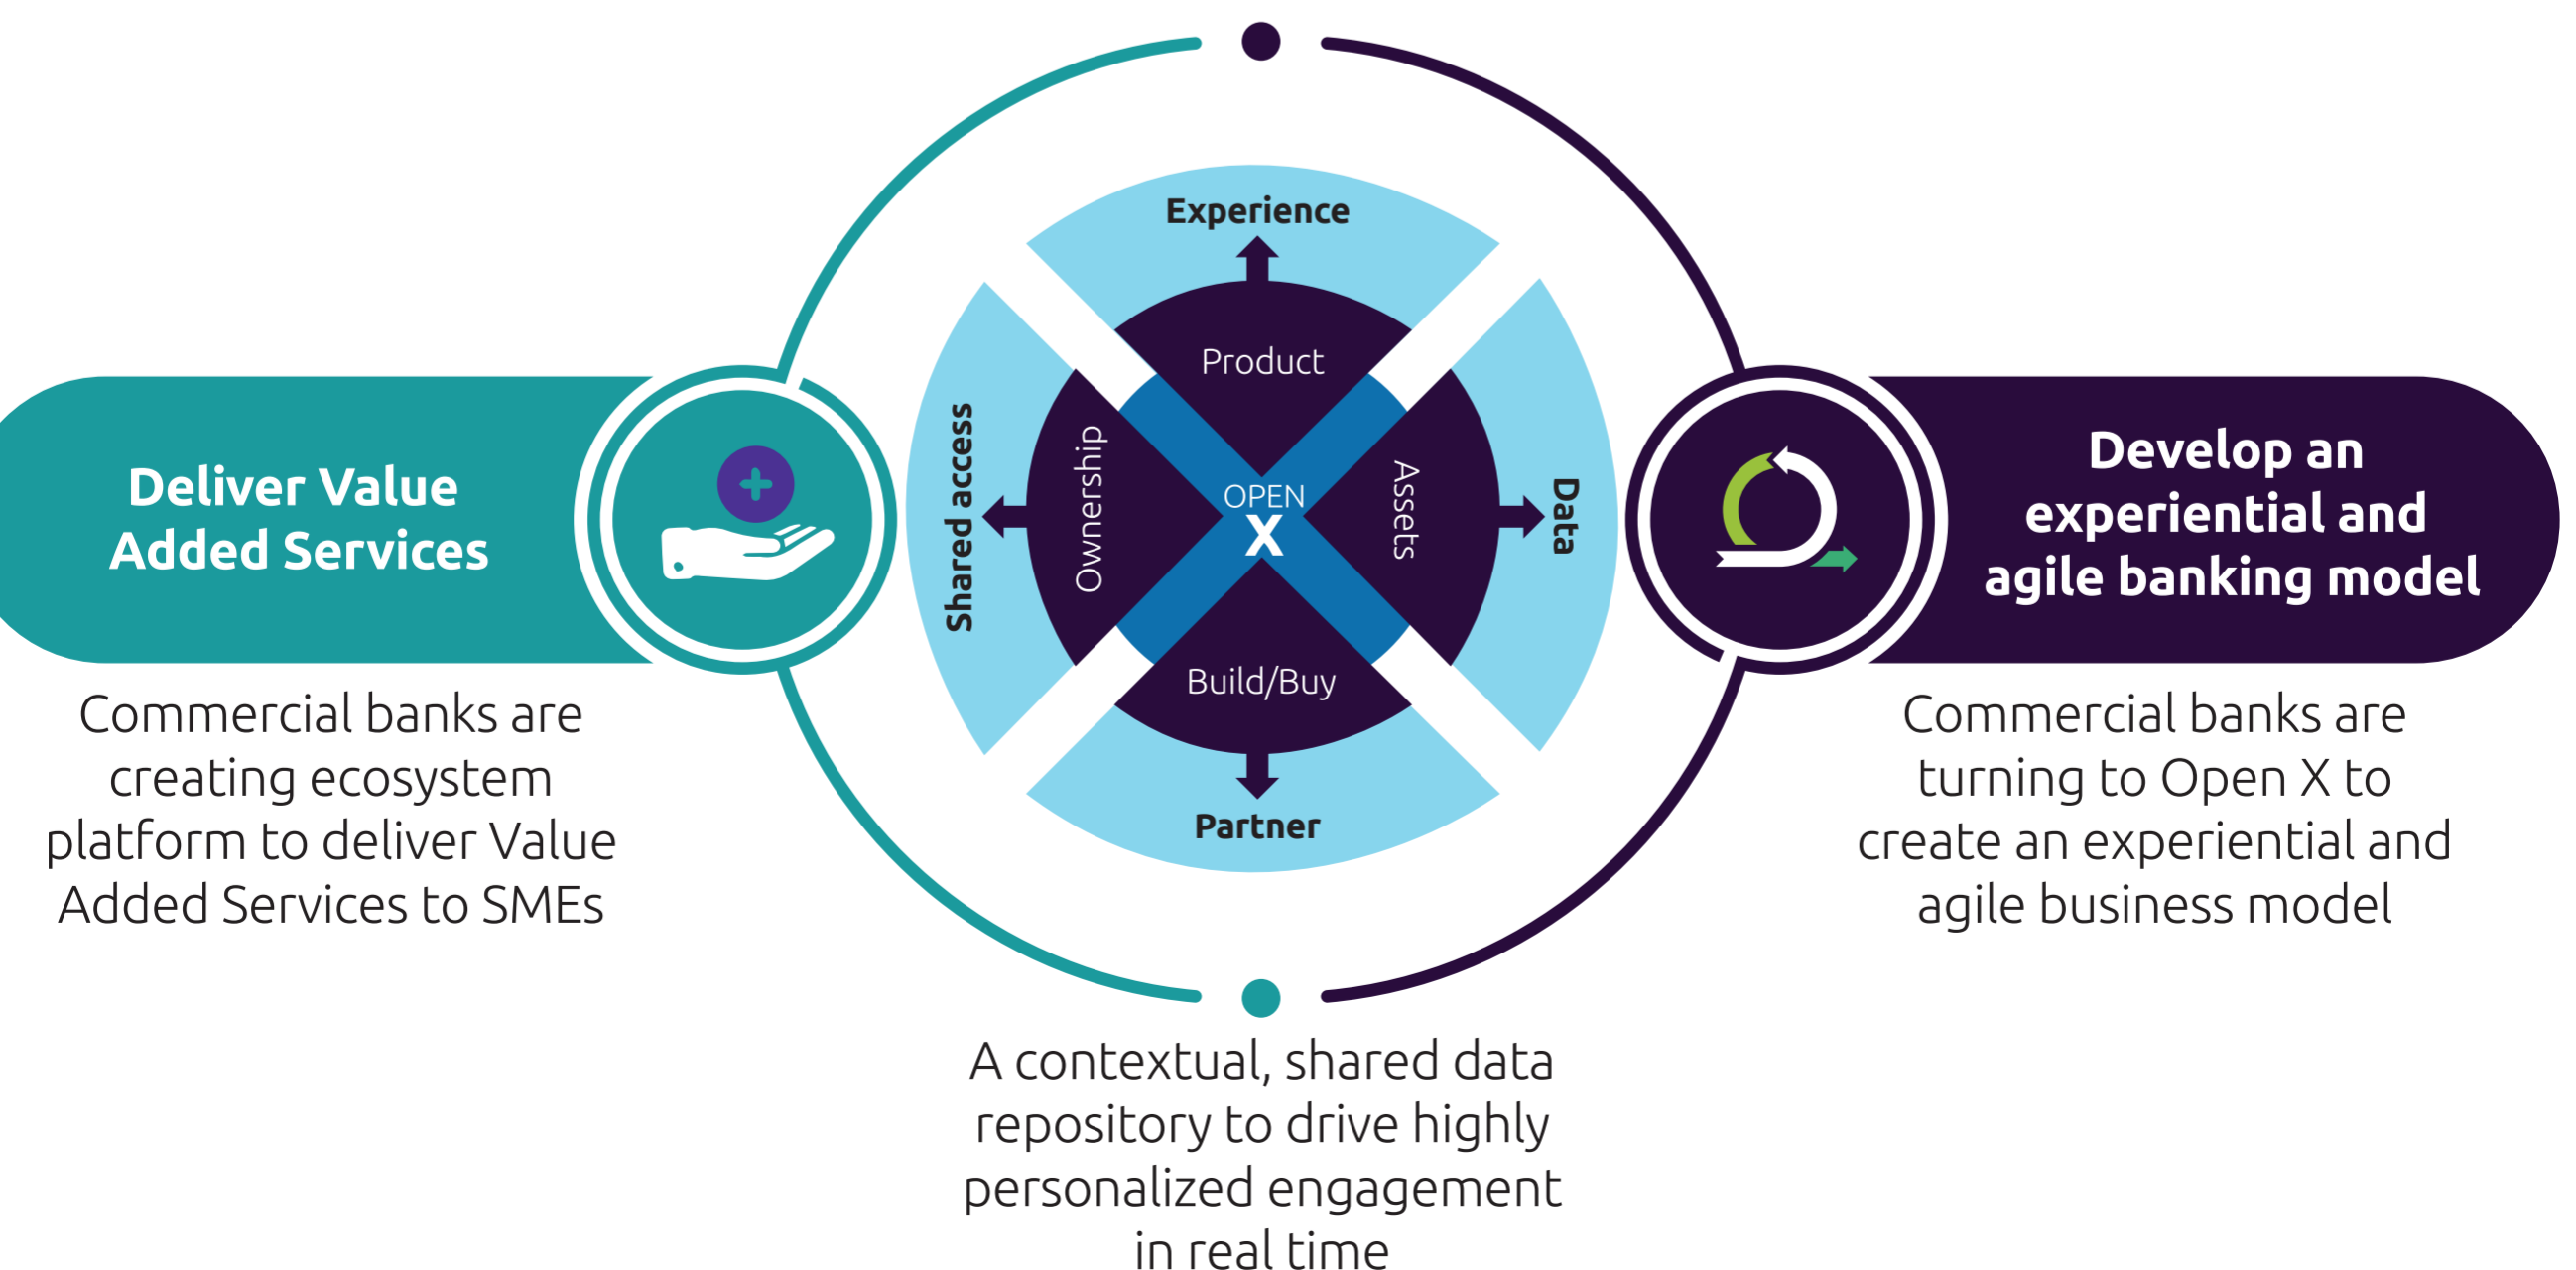 Experience
Product
Deliver Value
Added Services
Commercial banks are
creating ecosystem
platform to deliver Value
Added Services to SMEs
Shared access
Ownership
OPEN
X
Assets
Data
Build/Buy
Partner
Develop an
experiential and
agile banking model
Commercial banks are
turning to Open X to
create an experiential and
agile business model
A contextual, shared data
repository to drive highly
personalized engagement
in real time